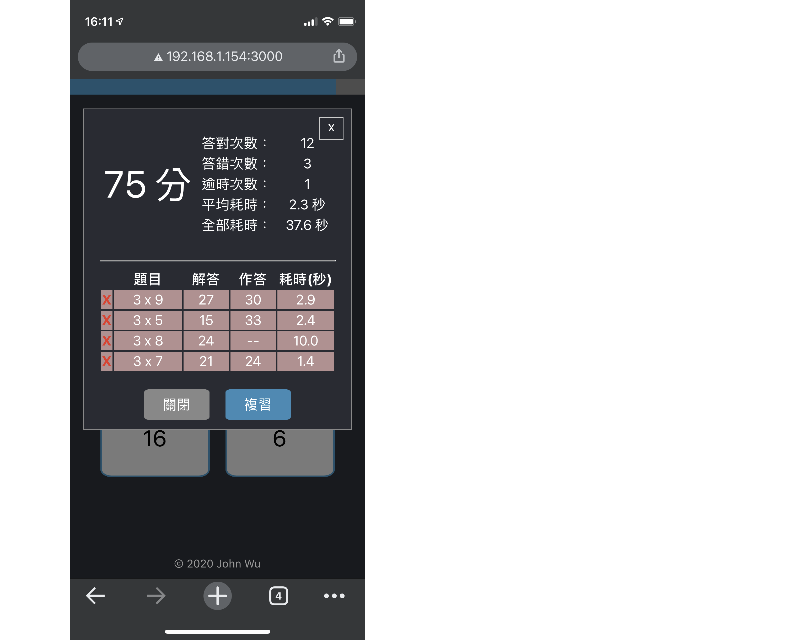 16:11
192.168.1.154:3000
x
75 分
答對次數： 12
答錯次數： 3
逾時次數： 1
平均耗時： 2.3 秒
全部耗時： 37.6 秒
題目 解答 作答 耗時(秒)
X 3 x 9 27 30 2.9
X 3 x 5 15 33 2.4
X 3 x 8 24 -- 10.0
X 3 x 7 21 24 1.4
關閉 複習
16 6
© 2020 John Wu
4